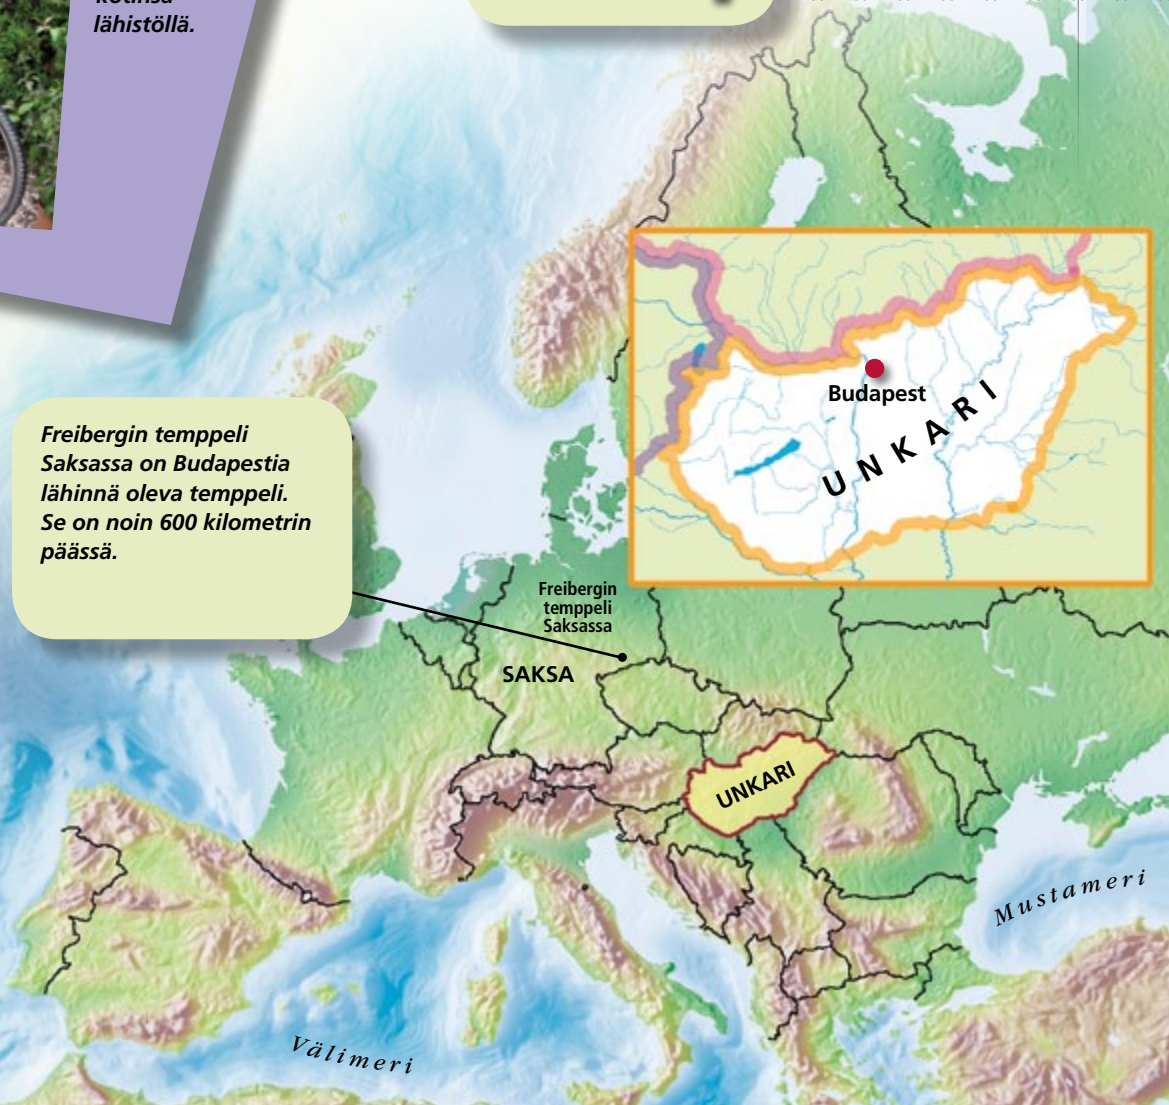 lähistöllä.
Freibergin temppeli
Saksassa on Budapestia
lähinnä oleva temppeli.
Se on noin 600 kilometrin
päässä.
Budapest
UNKARI
Freibergin
temppeli
Saksassa
SAKSA
UNKARI
Mustameri
Välimeri